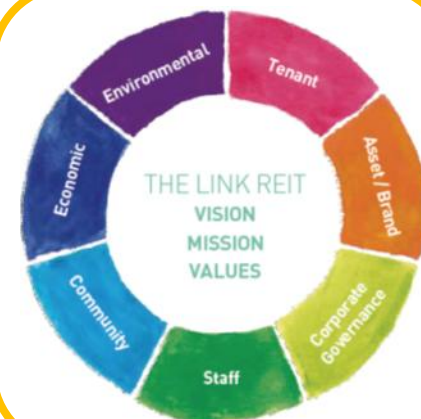 Environmental
Tenant
Asset / Brand
Corporate
Governance
Staff
Community
Economic
THE LINK REIT
VISION
MISSION
VALUES